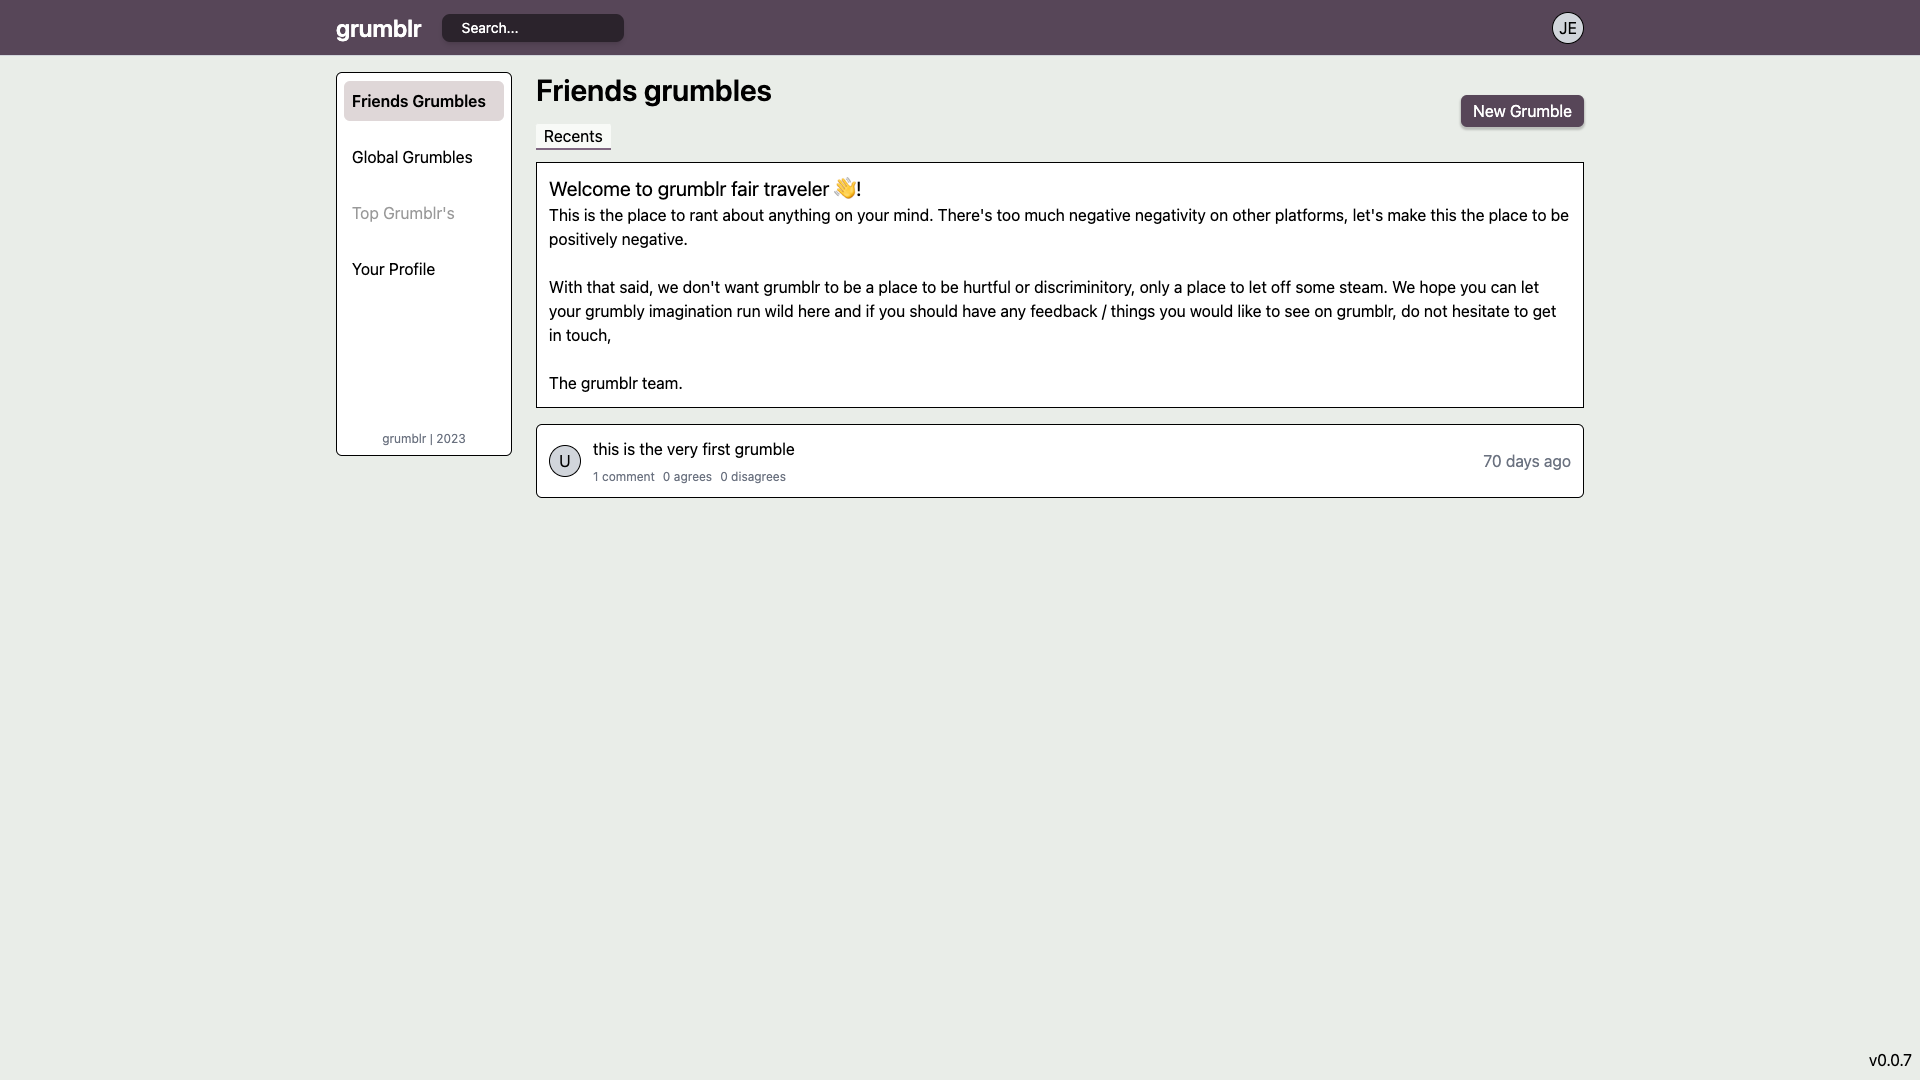 grumblr
Search...
JE
Friends Grumbles
Global Grumbles
Top Grumblr's
Your Profile
grumblr | 2023
Friends grumbles
New Grumble
Recents
Welcome to grumblr fair traveler 👋!
This is the place to rant about anything on your mind. There's too much negative negativity on other platforms, let's make this the place to be
positively negative.
With that said, we don't want grumblr to be a place to be hurtful or discriminitory, only a place to let off some steam. We hope you can let
your grumbly imagination run wild here and if you should have any feedback / things you would like to see on grumblr, do not hesitate to get
in touch,
The grumblr team.
U
this is the very first grumble
1 comment 0 agrees 0 disagrees
70 days ago
v0.0.7